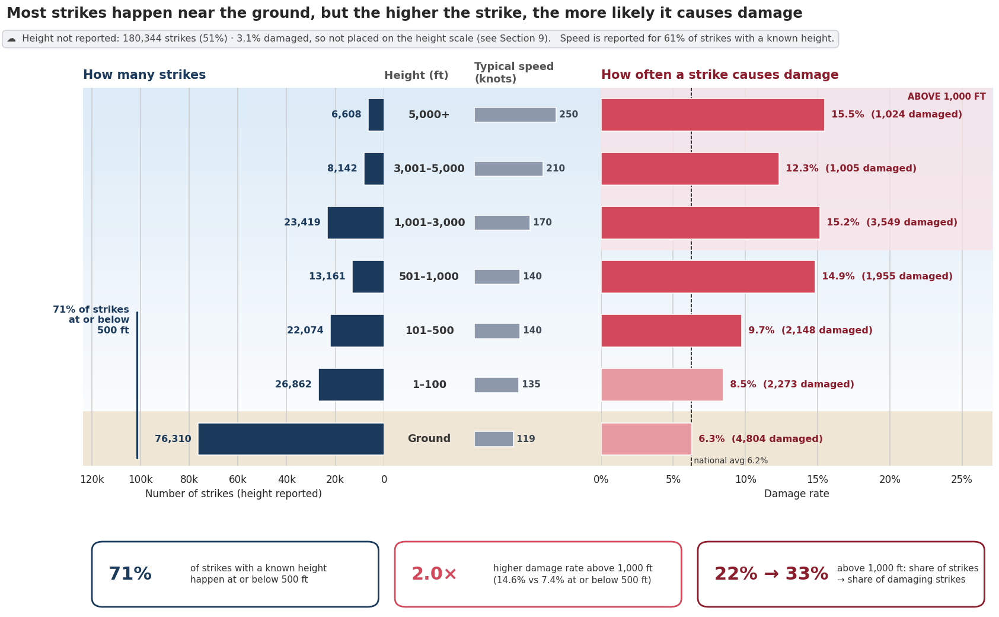 Most strikes happen near the ground, but the higher the strike, the more likely it causes damage
☁ Height not reported: 180,344 strikes (51%) · 3.1% damaged, so not placed on the height scale (see Section 9). Speed is reported for 61% of strikes with a known height.
How many strikes
Height (ft)
Typical speed
(knots)
How often a strike causes damage
ABOVE 1,000 FT
6,608 5,000+ 250 15.5% (1,024 damaged)
8,142 3,001–5,000 210 12.3% (1,005 damaged)
23,419 1,001–3,000 170 15.2% (3,549 damaged)
13,161 501–1,000 140 14.9% (1,955 damaged)
71% of strikes
at or below
500 ft
22,074 101–500 140 9.7% (2,148 damaged)
26,862 1–100 135 8.5% (2,273 damaged)
76,310 Ground 119 6.3% (4,804 damaged)
national avg 6.2%
120k 100k 80k 60k 40k 20k 0
Number of strikes (height reported)
0% 5% 10% 15% 20% 25%
Damage rate
71%
of strikes with a known height
happen at or below 500 ft
2.0×
higher damage rate above 1,000 ft
(14.6% vs 7.4% at or below 500 ft)
22% → 33%
above 1,000 ft: share of strikes
→ share of damaging strikes